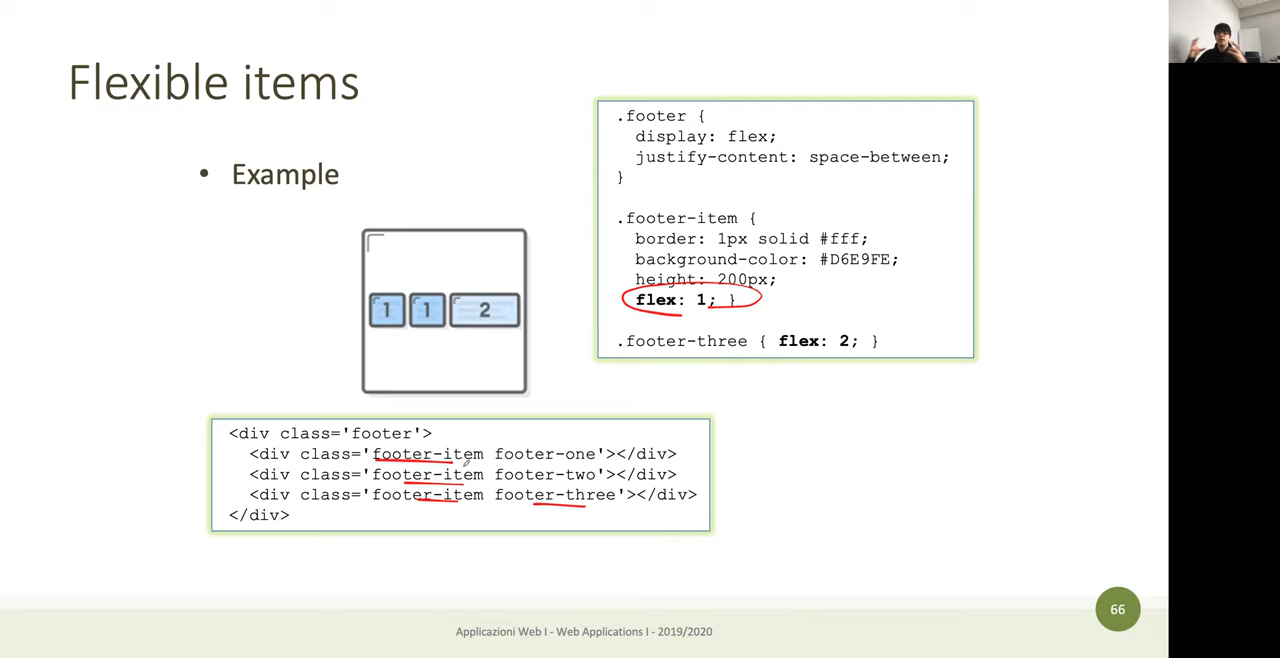 Flexible items
• Example
1 1 2
.footer {
display: flex;
justify-content: space-between;
}
.footer-item {
border: 1px solid #fff;
background-color: #D6E9FE;
height: 200px;
flex: 1; }
.footer-three { flex: 2; }
<div class='footer'>
<div class='footer-item footer-one'></div>
<div class='footer-item footer-two'></div>
<div class='footer-item footer-three'></div>
</div>
66
Applicazioni Web I - Web Applications I - 2019/2020